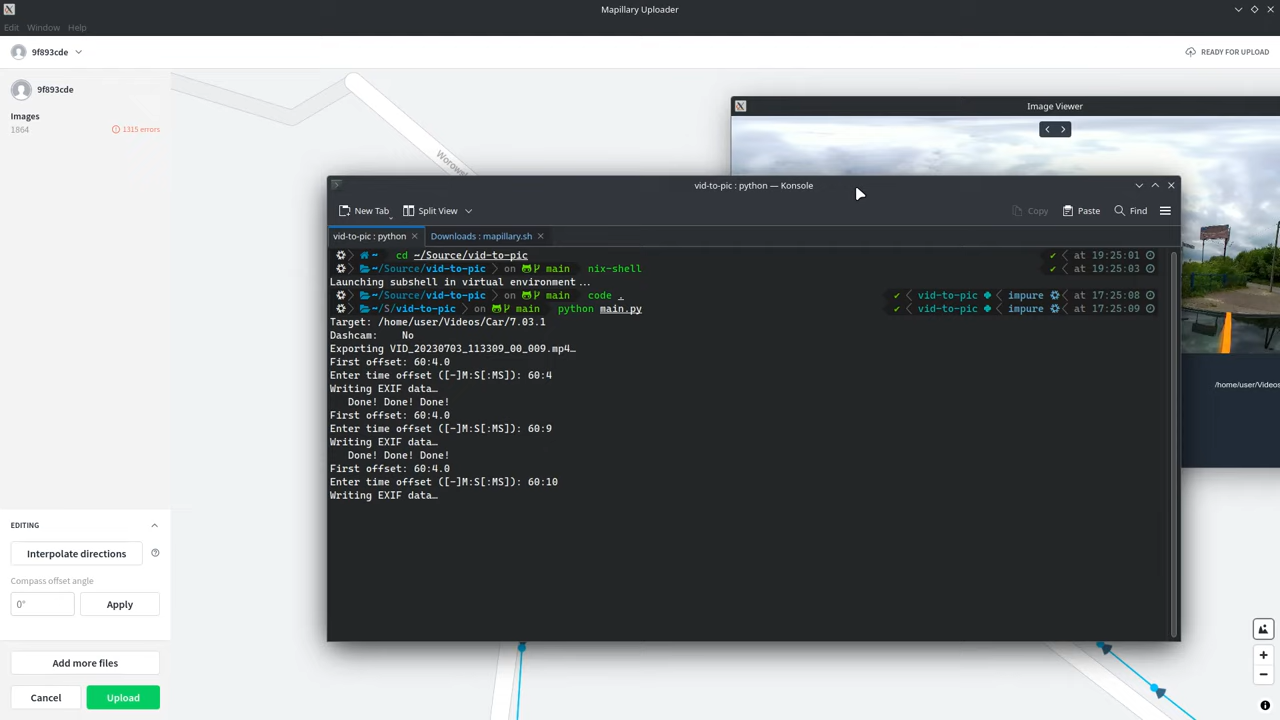 Mapillary Uploader
Edit Window Help
9f893cde
READY FOR UPLOAD
9f893cde
Images
1864
1315 errors
Image Viewer
vid-to-pic : python — Konsole
New Tab
Split View
Copy
Paste
Find
vid-to-pic : python
Downloads : mapillary.sh
~ cd ~/Source/vid-to-pic ✔ at 19:25:01
~/Source/vid-to-pic on main nix-shell ✔ at 19:25:03
Launching subshell in virtual environment...
~/Source/vid-to-pic on main code . ✔ vid-to-pic impure at 17:25:08
~/S/vid-to-pic on main python main.py ✔ vid-to-pic impure at 17:25:09
Target: /home/user/Videos/Car/7.03.1
Dashcam: No
Exporting VID_20230703_113309_00_009.mp4…
First offset: 60:4.0
Enter time offset ([-]M:S[:MS]): 60:4
Writing EXIF data…
Done! Done! Done!
First offset: 60:4.0
Enter time offset ([-]M:S[:MS]): 60:9
Writing EXIF data…
Done! Done! Done!
First offset: 60:4.0
Enter time offset ([-]M:S[:MS]): 60:10
Writing EXIF data…
/home/user/Videos
EDITING
Interpolate directions
Compass offset angle
0°
Apply
Add more files
Cancel
Upload